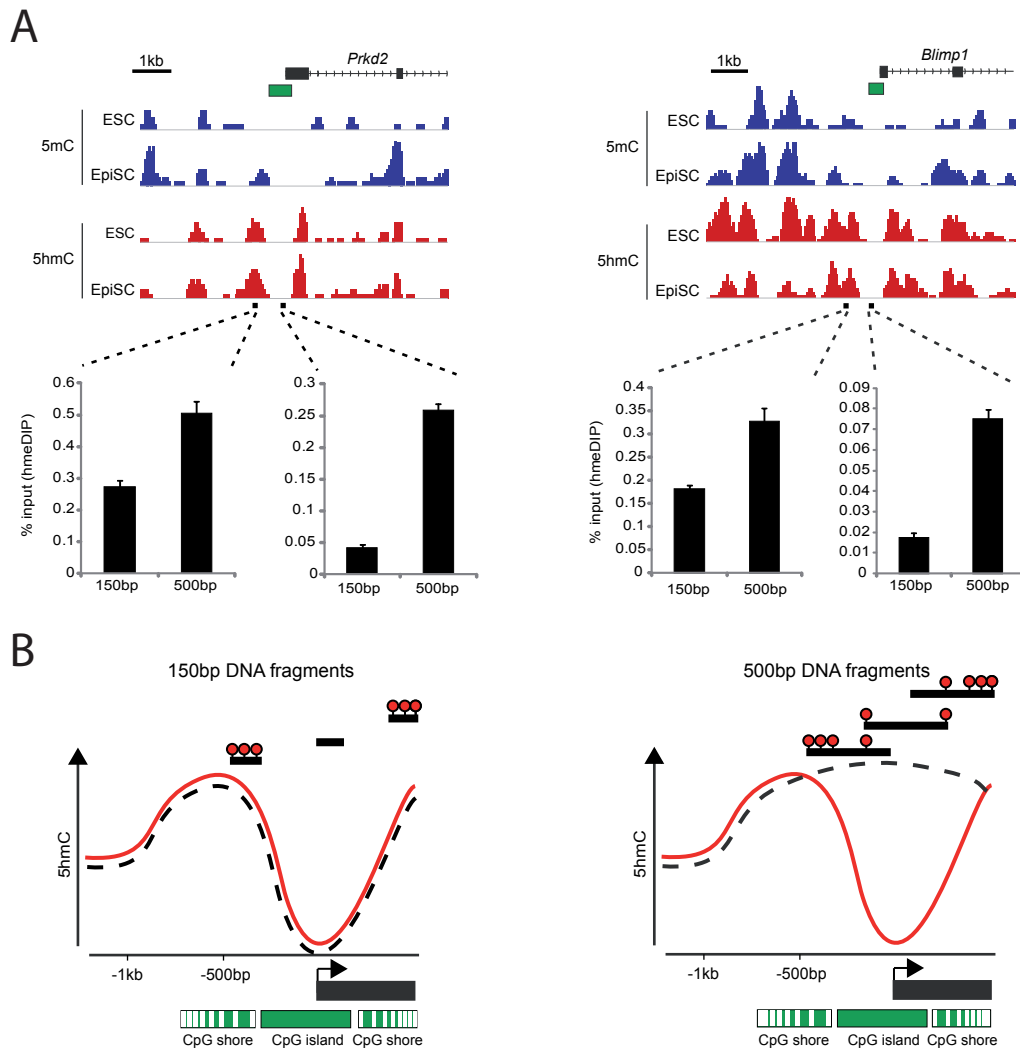 A
1kb
Prkd2
ESC
5mC
EpiSC
ESC
5hmC
EpiSC
% input (hmeDIP)
0.6
0.5
0.4
0.3
0.2
0.1
0
150bp
500bp
0.3
0.25
0.2
0.15
0.1
0.05
0
150bp
500bp
1kb
Blimp1
ESC
5mC
EpiSC
ESC
5hmC
EpiSC
% input (hmeDIP)
0.4
0.35
0.3
0.25
0.2
0.15
0.1
0.05
0
150bp
500bp
0.09
0.08
0.07
0.06
0.05
0.04
0.03
0.02
0.01
0
150bp
500bp
B
150bp DNA fragments
5hmC
-1kb
-500bp
CpG shore
CpG island
CpG shore
500bp DNA fragments
5hmC
-1kb
-500bp
CpG shore
CpG island
CpG shore